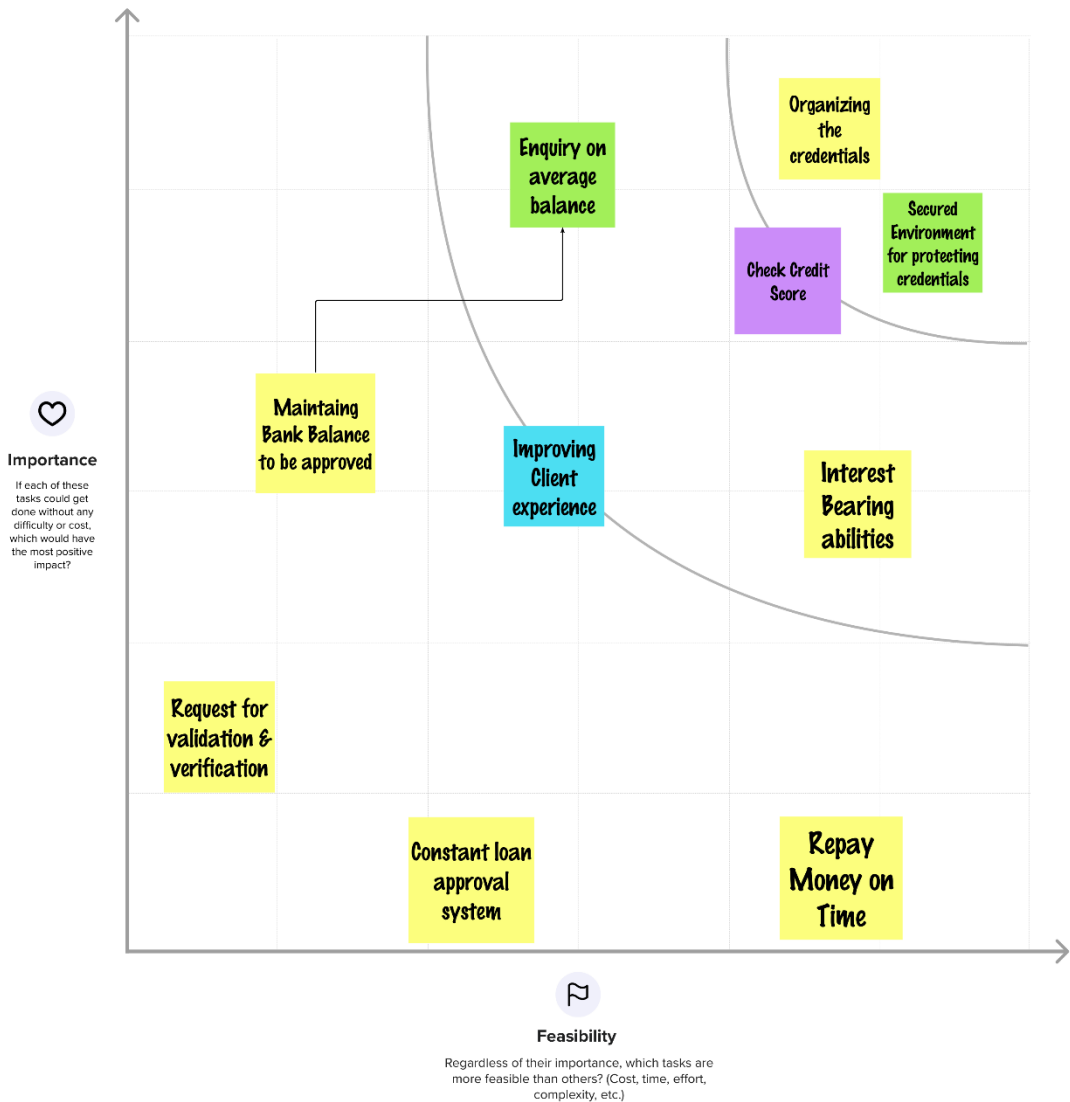 Organizing
the
credentials
Enquiry on
average
balance
Secured
Environment
for protecting
credentials
Check Credit
Score
Maintaing
Bank Balance
to be approved
Improving
Client
experience
Interest
Bearing
abilities
Importance
If each of these
tasks could get
done without any
difficulty or cost,
which would have
the most positive
impact?
Request for
validation &
verification
Constant loan
approval
system
Repay
Money on
Time
Feasibility
Regardless of their importance, which tasks are
more feasible than others? (Cost, time, effort,
complexity, etc.)